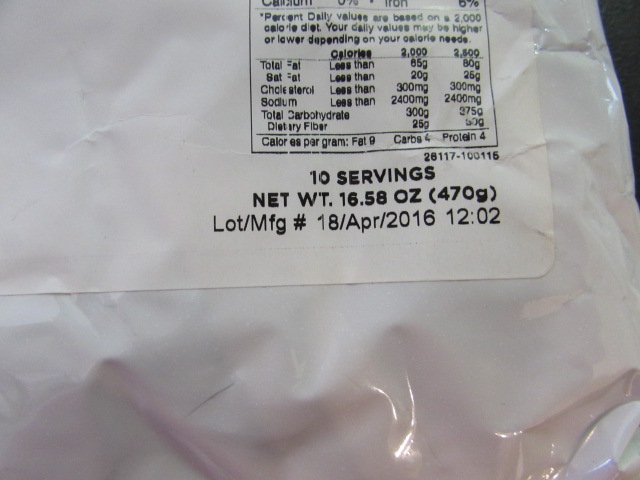 Calcium 0% • Iron 6%
*Percent Daily values are based on a 2,000
calorie diet. Your daily values may be higher
or lower depending on your calorie needs.
Calories 2,000 2,500
Total Fat Less than 65g 80g
Sat Fat Less than 20g 25g
Cholesterol Less than 300mg 300mg
Sodium Less than 2400mg 2400mg
Total Carbohydrate 300g 375g
Dietary Fiber 25g 30g
Calories per gram: Fat 9 Carbs 4 Protein 4
26117-100115
10 SERVINGS
NET WT. 16.58 OZ (470g)
Lot/Mfg # 18/Apr/2016 12:02